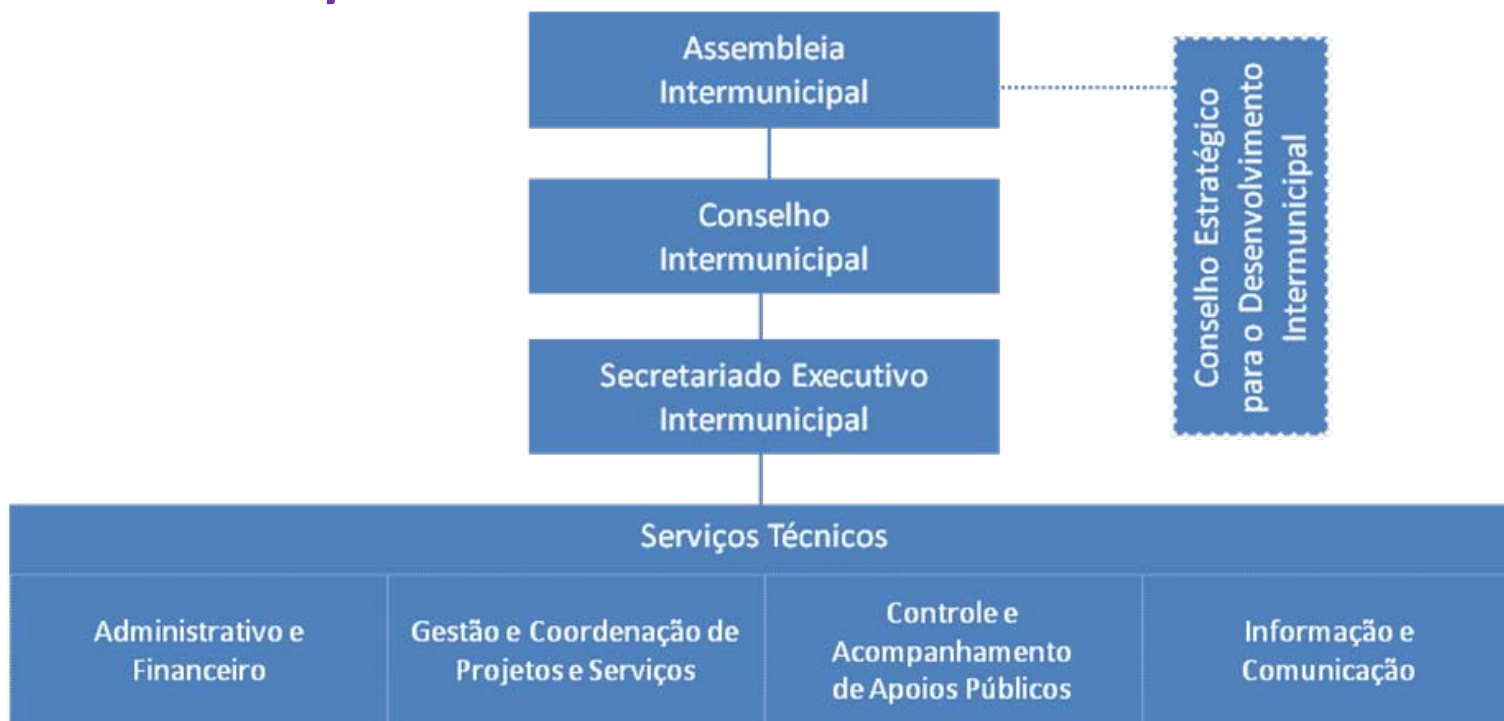 Assembleia
Intermunicipal
Conselho Estratégico
para o Desenvolvimento
Intermunicipal
Conselho
Intermunicipal
Secretariado Executivo
Intermunicipal
Serviços Técnicos
Administrativo e
Financeiro
Gestão e Coordenação de
Projetos e Serviços
Controle e
Acompanhamento
de Apoios Públicos
Informação e
Comunicação